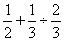 1/2 + 1/3 ÷ 2/3